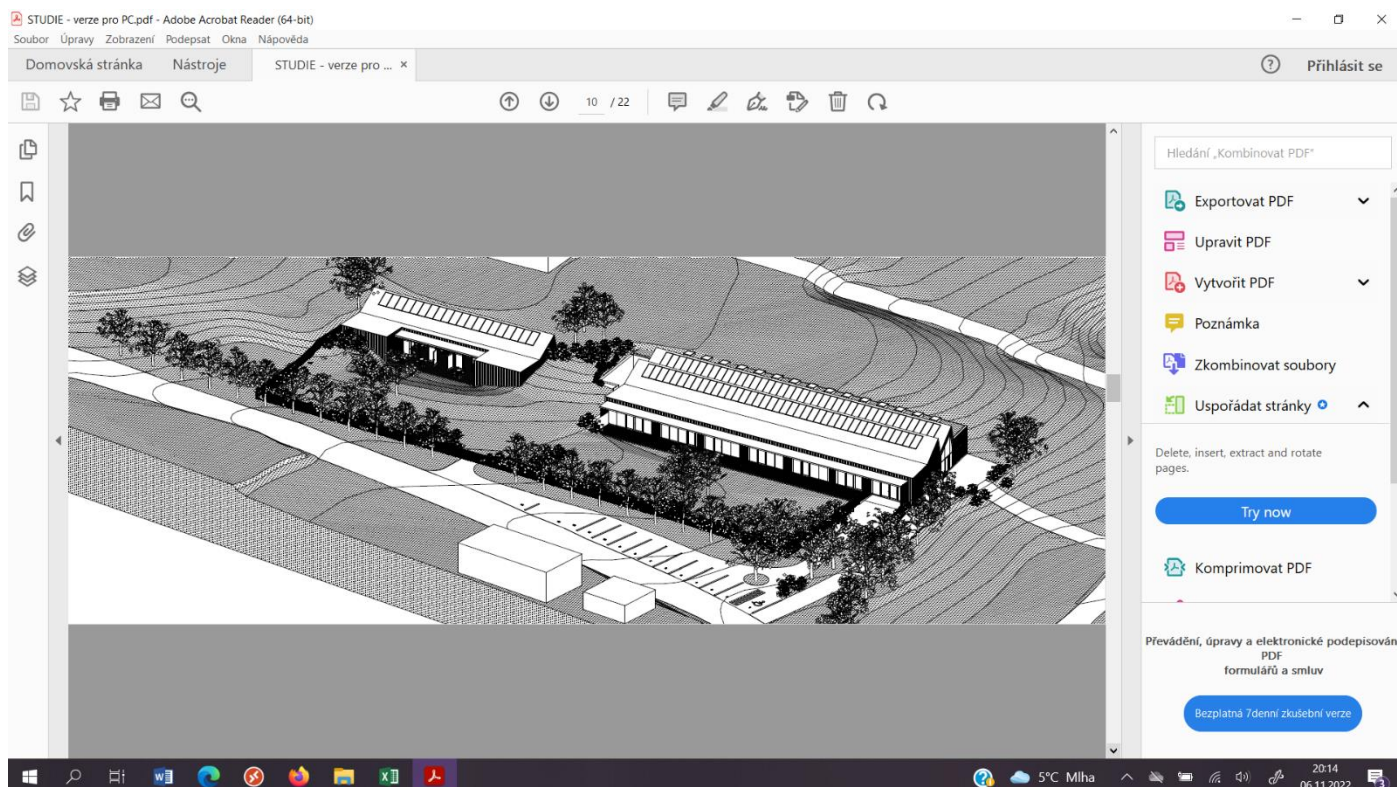 STUDIE - verze pro PC.pdf - Adobe Acrobat Reader (64-bit)
Soubor Úpravy Zobrazení Podepsat Okna Nápověda
Domovská stránka Nástroje STUDIE - verze pro ... × Přihlásit se
10 / 22
Hledání „Kombinovat PDF“
Exportovat PDF
Upravit PDF
Vytvořit PDF
Poznámka
Zkombinovat soubory
Uspořádat stránky
Delete, insert, extract and rotate
pages.
Try now
Komprimovat PDF
Převádění, úpravy a elektronické podepisován
PDF
formulářů a smluv
Bezplatná 7denní zkušební verze
5°C Mlha
20:14
06.11.2022
3